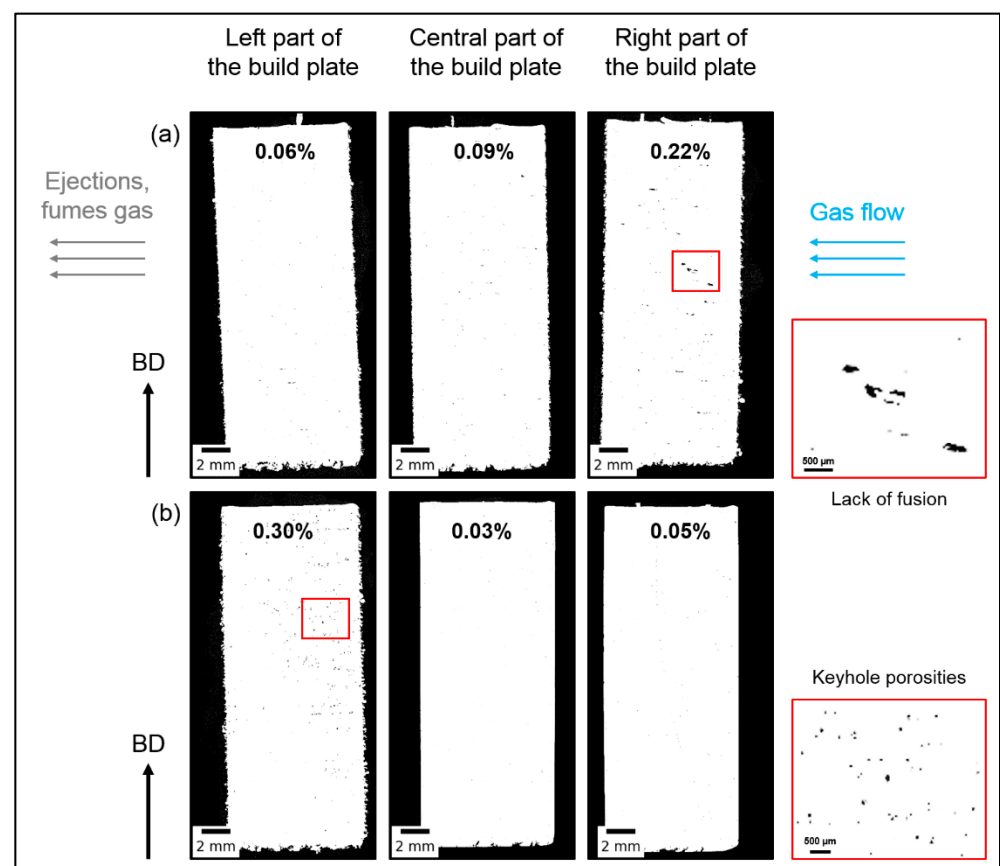 Left part of
the build plate
Central part of
the build plate
Right part of
the build plate
(a)
0.06%
0.09%
0.22%
Ejections,
fumes gas
Gas flow
BD
2 mm
2 mm
2 mm
500 µm
Lack of fusion
(b)
0.30%
0.03%
0.05%
Keyhole porosities
BD
2 mm
2 mm
2 mm
500 µm